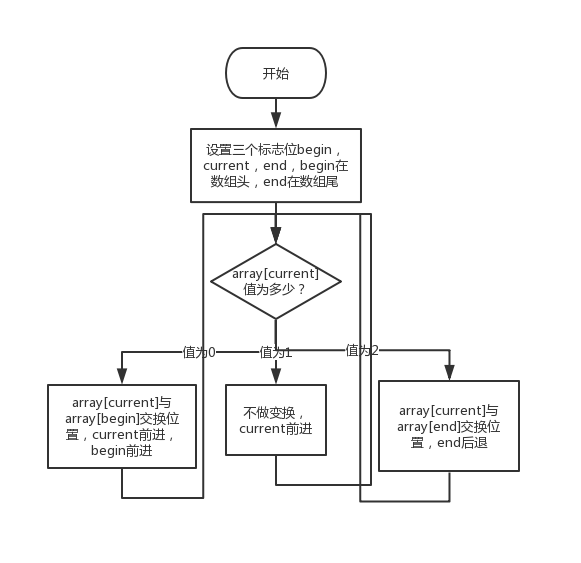 开始
设置三个标志位begin，
current，end，begin在
数组头，end在数组尾
array[current]
值为多少？
值为0
值为1
值为2
array[current]与
array[begin]交换位
置，current前进，
begin前进
不做变换，
current前进
array[current]与
array[end]交换位
置，end后退